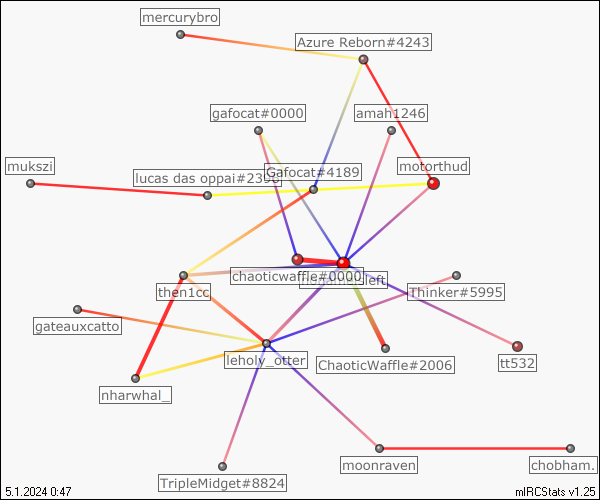 mercurybro
Azure Reborn#4243
gafocat#0000
amah1246
mukszi
lucas das oppai#2398
Gafocat#4189
motorthud
chaoticwaffle#0000
left
then1cc
Thinker#5995
gateauxcatto
leholy_otter
ChaoticWaffle#2006
tt532
nharwhal_
TripleMidget#8824
moonraven
chobham.
5.1.2024 0:47
mIRCStats v1.25